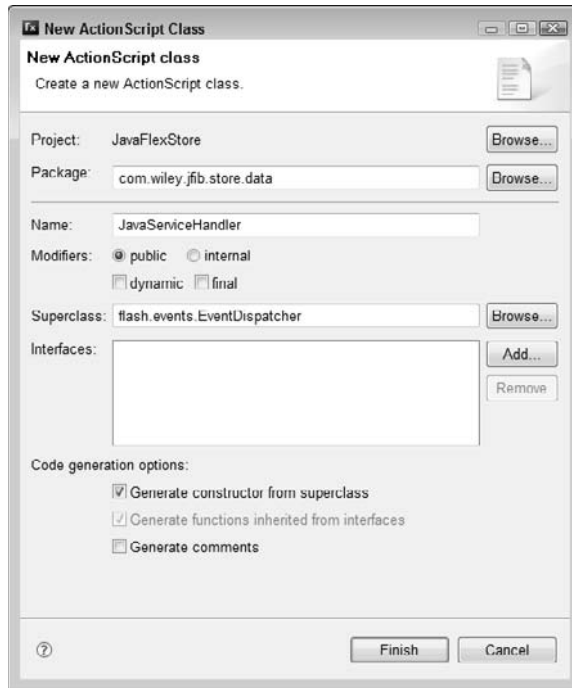 New ActionScript Class
New ActionScript class
Create a new ActionScript class.
Project: JavaFlexStore Browse...
Package: com.wiley.jfib.store.data Browse...
Name: JavaServiceHandler
Modifiers: public internal
dynamic final
Superclass: flash.events.EventDispatcher Browse...
Interfaces: Add...
Remove
Code generation options:
Generate constructor from superclass
Generate functions inherited from interfaces
Generate comments
? Finish Cancel